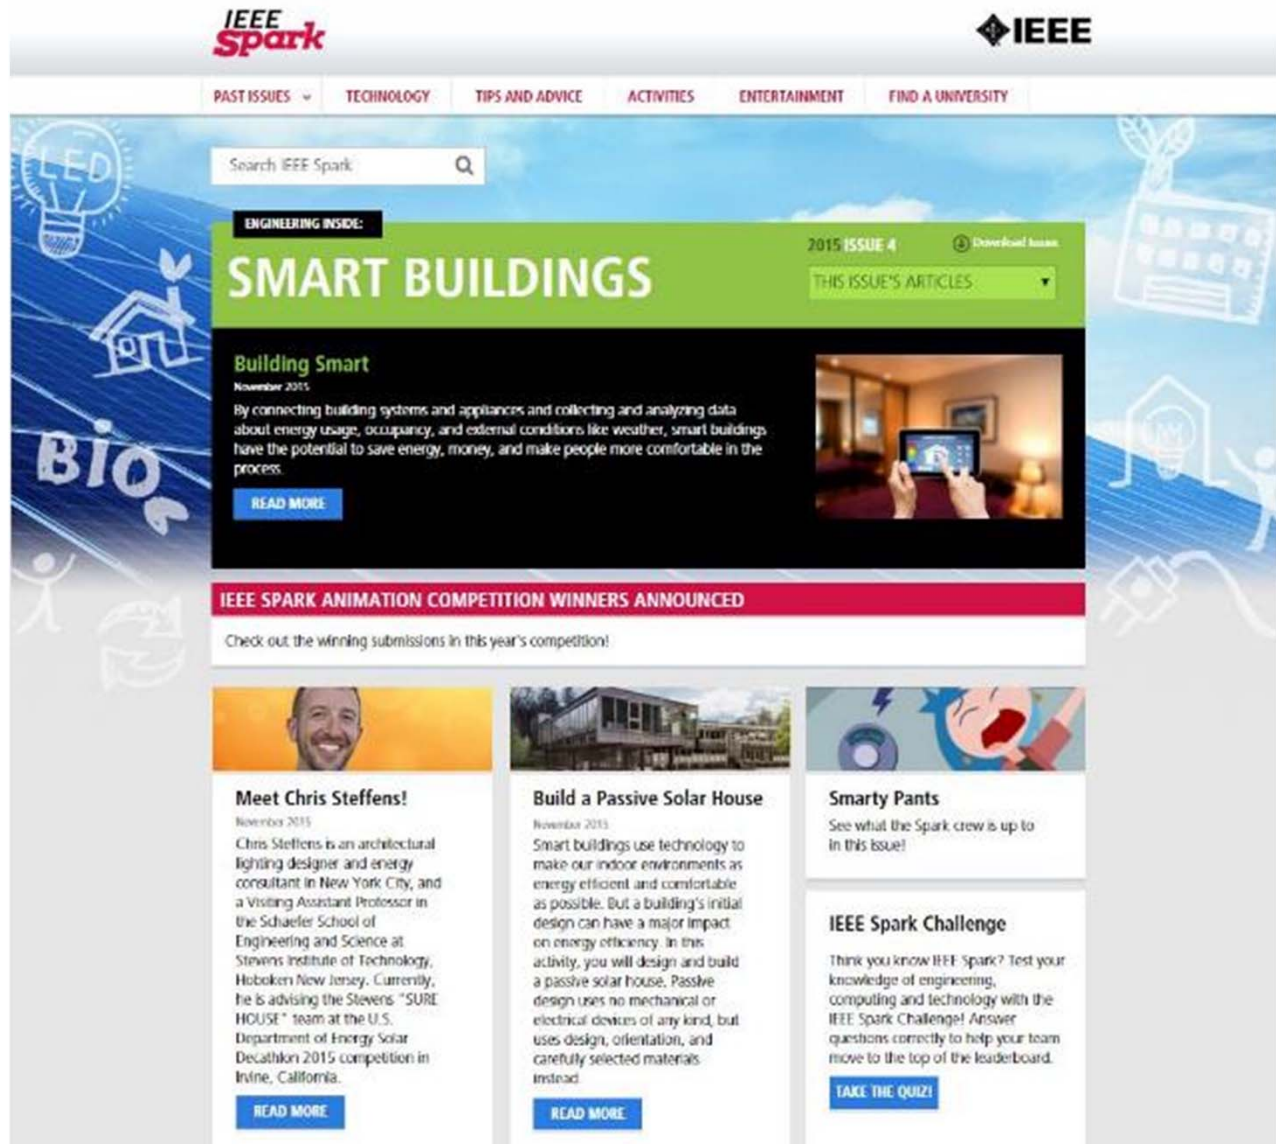 IEEE
Spark
IEEE
PAST ISSUES
TECHNOLOGY
TIPS AND ADVICE
ACTIVITIES
ENTERTAINMENT
FIND A UNIVERSITY
LED
Search IEEE Spark
ENGINEERING INSIDE:
SMART BUILDINGS
2015 ISSUE 4
Download Issue
THIS ISSUE'S ARTICLES
BIO
Building Smart
November 2015
By connecting building systems and appliances and collecting and analyzing data
about energy usage, occupancy, and external conditions like weather, smart buildings
have the potential to save energy, money, and make people more comfortable in the
process.
READ MORE
IEEE SPARK ANIMATION COMPETITION WINNERS ANNOUNCED
Check out the winning submissions in this year's competition!
Meet Chris Steffens!
November 2015
Chris Steffens is an architectural
lighting designer and energy
consultant in New York City, and
a Visiting Assistant Professor in
the Schaefer School of
Engineering and Science at
Stevens Institute of Technology,
Hoboken New Jersey. Currently,
he is advising the Stevens "SURE
HOUSE" team at the U.S.
Department of Energy Solar
Decathlon 2015 competition in
Irvine, California.
READ MORE
Build a Passive Solar House
November 2015
Smart buildings use technology to
make our indoor environments as
energy efficient and comfortable
as possible. But a building's initial
design can have a major impact
on energy efficiency. In this
activity, you will design and build
a passive solar house. Passive
design uses no mechanical or
electrical devices of any kind, but
uses design, orientation, and
carefully selected materials
instead.
READ MORE
Smarty Pants
See what the Spark crew is up to
in this issue!
IEEE Spark Challenge
Think you know IEEE Spark? Test your
knowledge of engineering,
computing and technology with the
IEEE Spark Challenge! Answer
questions correctly to help your team
move to the top of the leaderboard.
TAKE THE QUIZ!